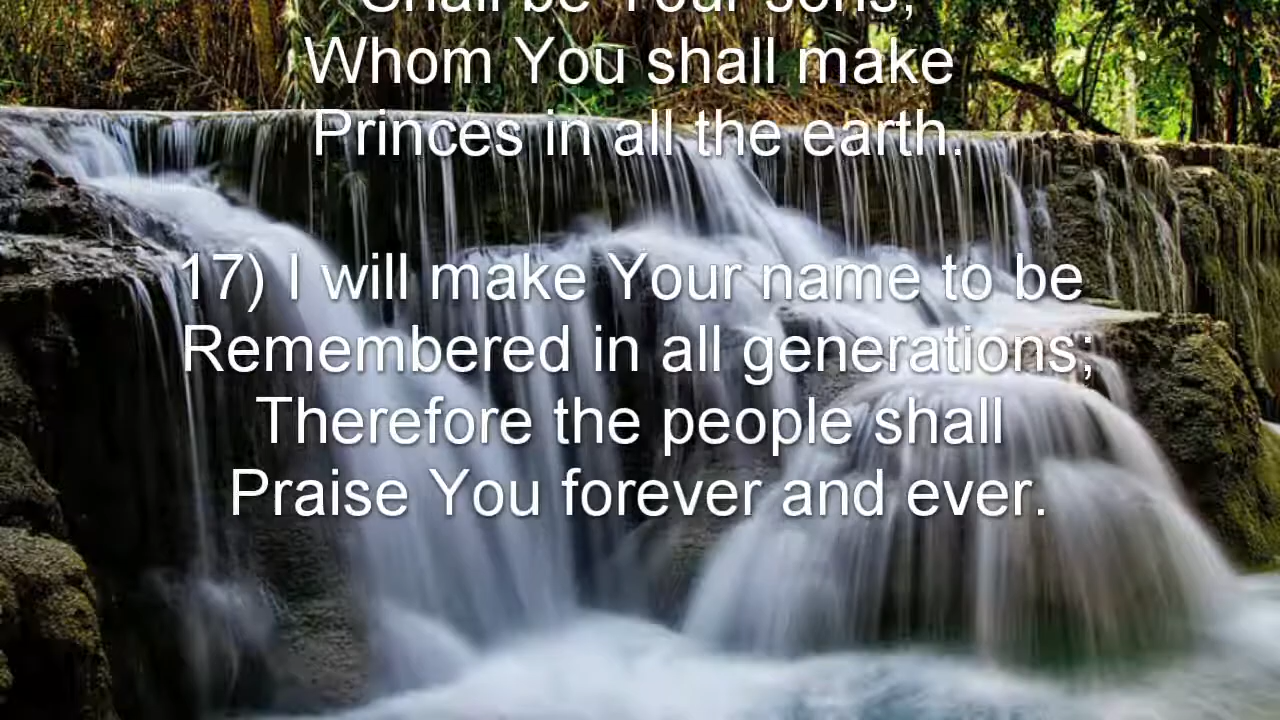 Shall be Your sons,
Whom You shall make
Princes in all the earth.
17) I will make Your name to be
Remembered in all generations;
Therefore the people shall
Praise You forever and ever.